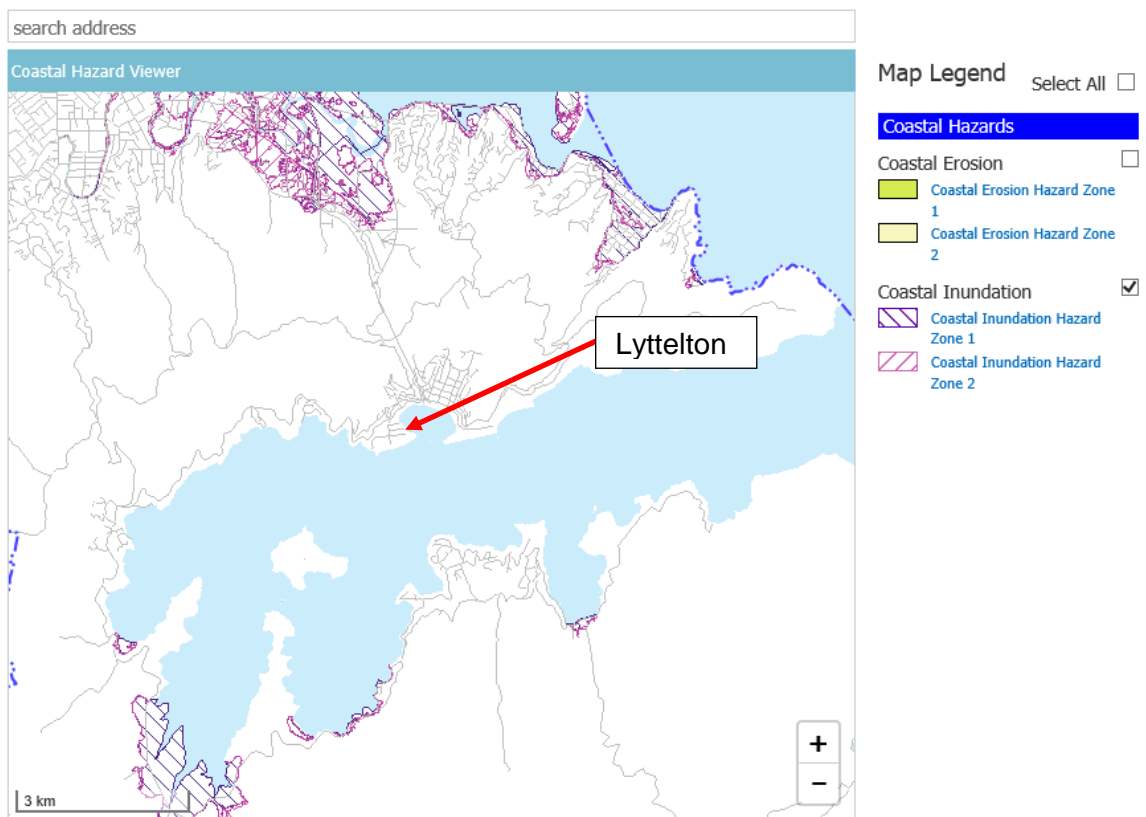 search address
Coastal Hazard Viewer
Lyttelton
+
−
3 km
Map Legend
Select All
Coastal Hazards
Coastal Erosion
Coastal Erosion Hazard Zone
1
Coastal Erosion Hazard Zone
2
Coastal Inundation
Coastal Inundation Hazard
Zone 1
Coastal Inundation Hazard
Zone 2